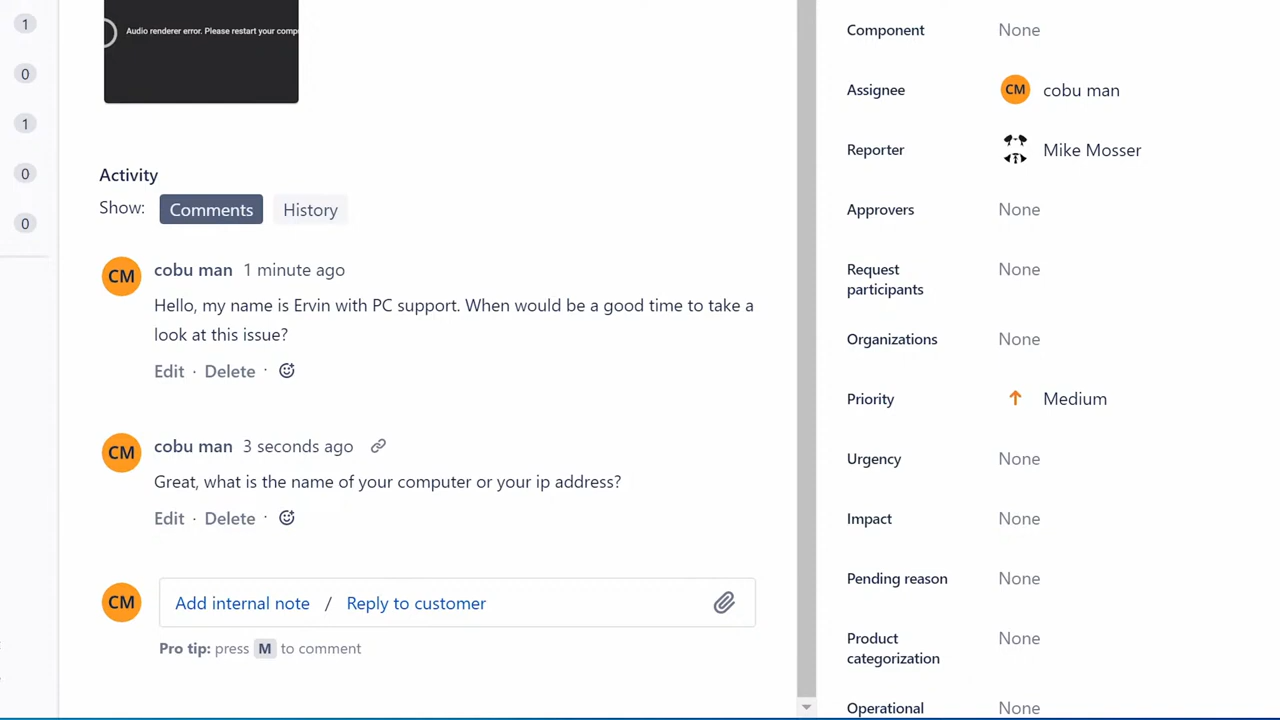 1
0
1
0
0
Audio renderer error. Please restart your
Activity
Show: Comments History
CM cobu man 1 minute ago
Hello, my name is Ervin with PC support. When would be a good time to take a
look at this issue?
Edit · Delete ·
CM cobu man 3 seconds ago
Great, what is the name of your computer or your ip address?
Edit · Delete ·
CM Add internal note / Reply to customer
Pro tip: press M to comment
Component None
Assignee CM cobu man
Reporter Mike Mosser
Approvers None
Request
participants None
Organizations None
Priority Medium
Urgency None
Impact None
Pending reason None
Product
categorization None
Operational None